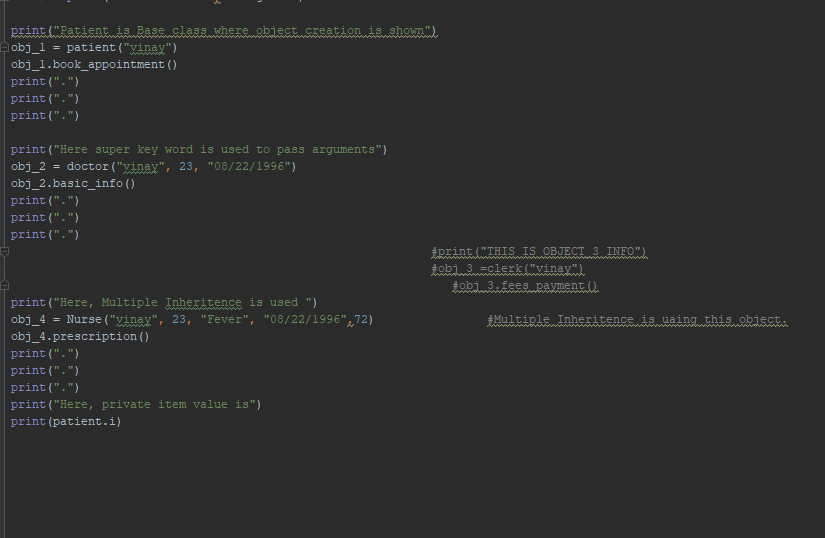 print("Patient is Base class where object creation is shown")
obj_1 = patient("vinay")
obj_1.book_appointment()
print(".")
print(".")
print(".")
print("Here super key word is used to pass arguments")
obj_2 = doctor("vinay", 23, "08/22/1996")
obj_2.basic_info()
print(".")
print(".")
print(".")
#print("THIS IS OBJECT 3 INFO")
#obj_3 =clerk("vinay")
#obj_3.fees_payment()
print("Here, Multiple Inheritence is used ")
obj_4 = Nurse("vinay", 23, "Fever", "08/22/1996",72) #Multiple Inheritence is uaing this object.
obj_4.prescription()
print(".")
print(".")
print(".")
print("Here, private item value is")
print(patient.i)